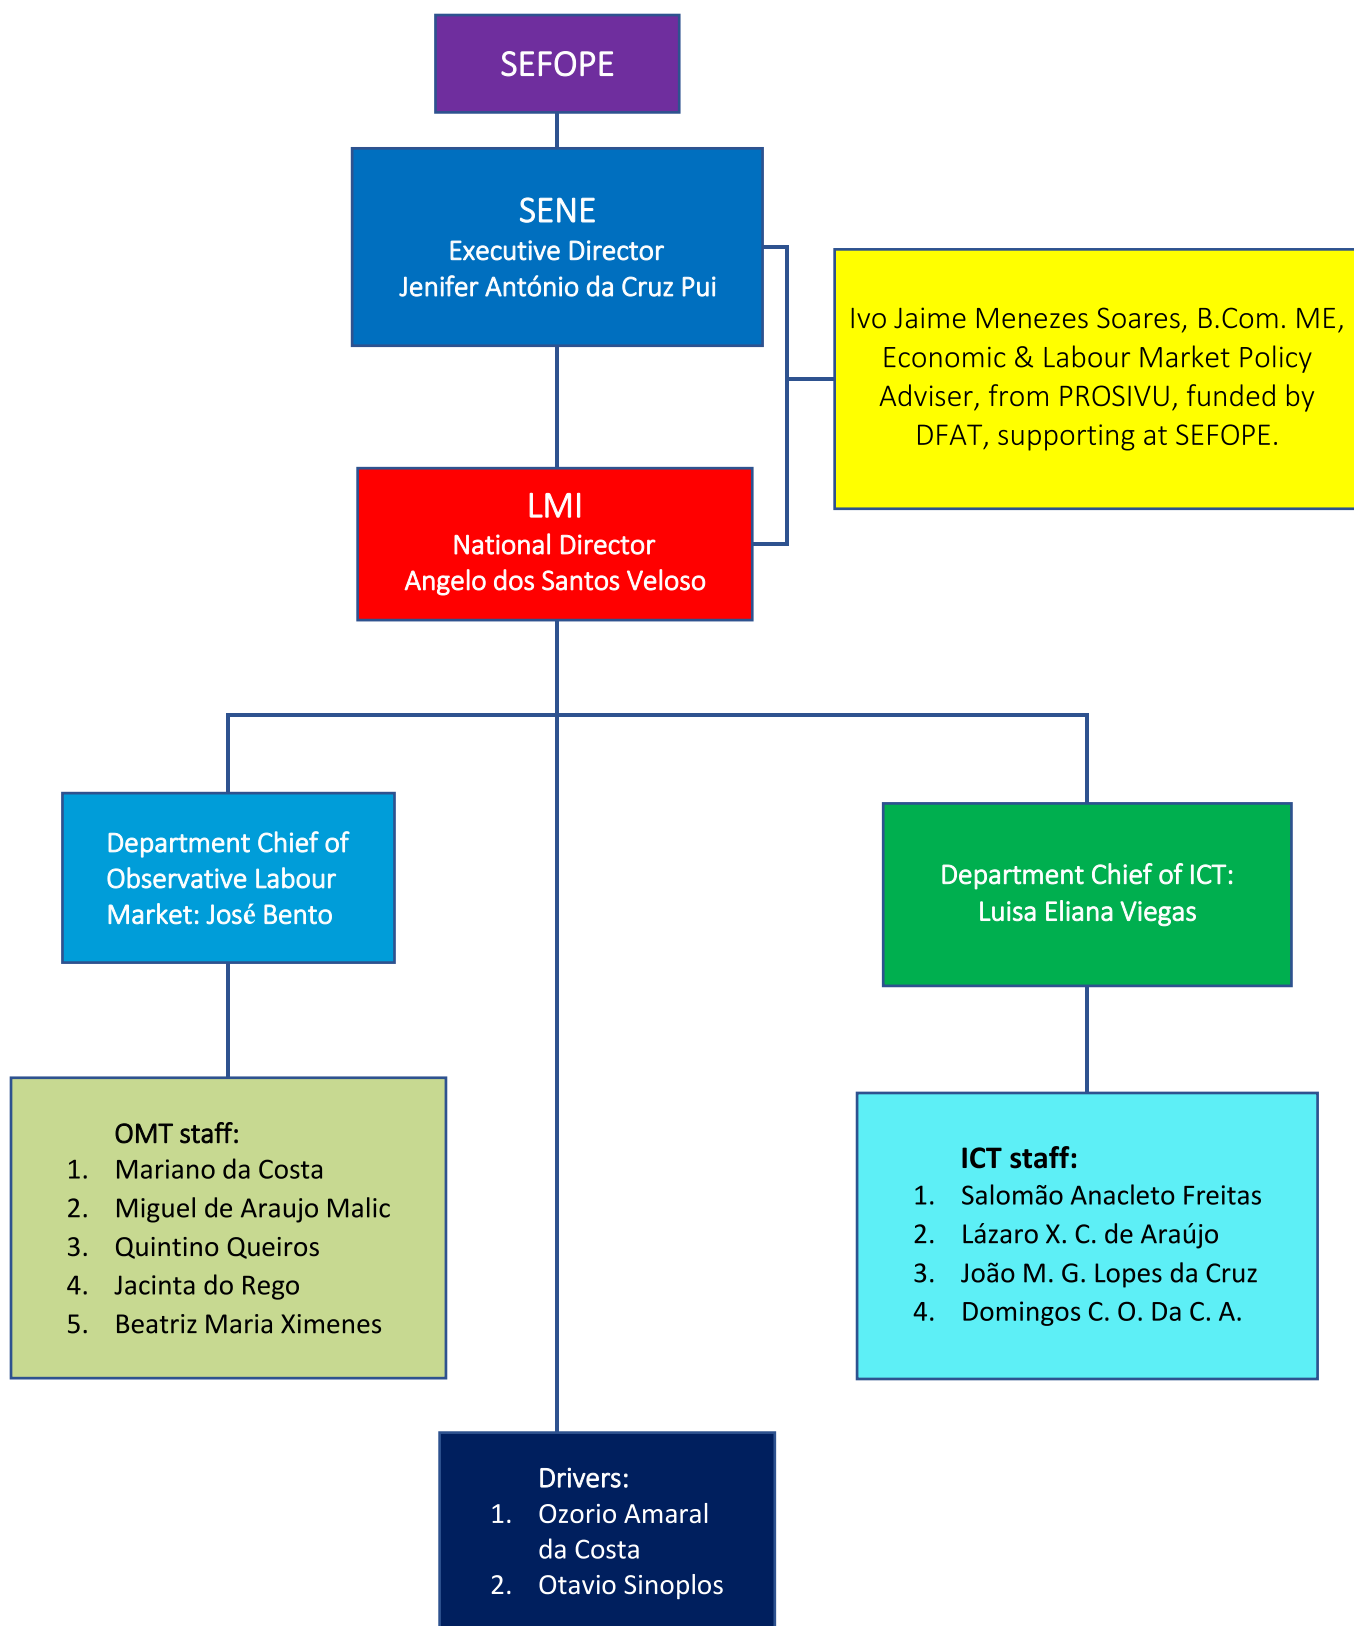 SEFOPE
SENE
Executive Director
Jenifer António da Cruz Pui
Ivo Jaime Menezes Soares, B.Com. ME,
Economic & Labour Market Policy
Adviser, from PROSIVU, funded by
DFAT, supporting at SEFOPE.
LMI
National Director
Angelo dos Santos Veloso
Department Chief of
Observative Labour
Market: José Bento
Department Chief of ICT:
Luisa Eliana Viegas
OMT staff:
1. Mariano da Costa
2. Miguel de Araujo Malic
3. Quintino Queiros
4. Jacinta do Rego
5. Beatriz Maria Ximenes
ICT staff:
1. Salomão Anacleto Freitas
2. Lázaro X. C. de Araújo
3. João M. G. Lopes da Cruz
4. Domingos C. O. Da C. A.
Drivers:
1. Ozorio Amaral
da Costa
2. Otavio Sinoplos